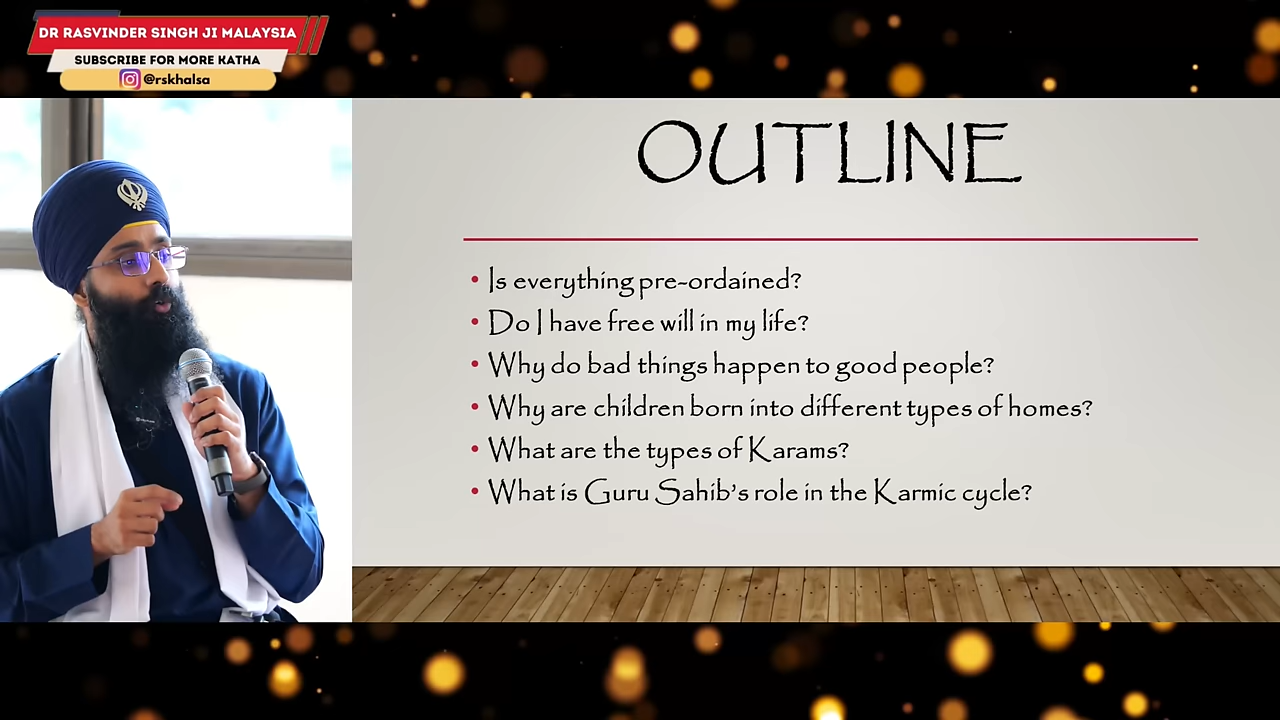 DR RASVINDER SINGH JI MALAYSIA
SUBSCRIBE FOR MORE KATHA
@rskhalsa
OUTLINE
• Is everything pre-ordained?
• Do I have free will in my life?
• Why do bad things happen to good people?
• Why are children born into different types of homes?
• What are the types of Karams?
• What is Guru Sahib's role in the Karmic cycle?